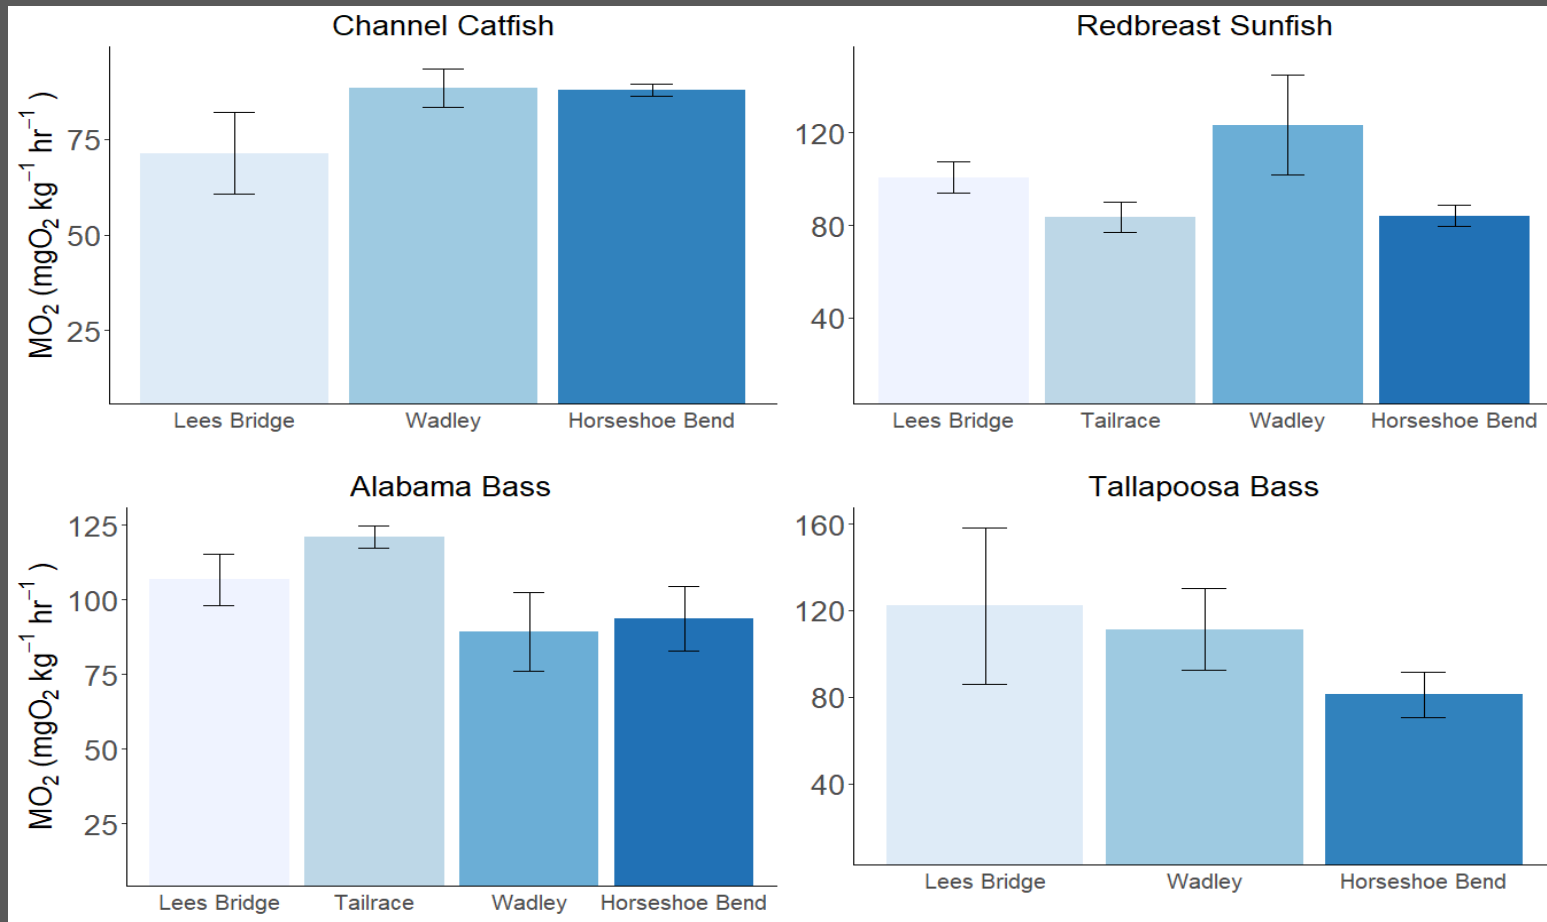 Channel Catfish
MO₂ (mgO₂ kg⁻¹ hr⁻¹ )
75
50
25
Lees Bridge Wadley Horseshoe Bend
Redbreast Sunfish
120
80
40
Lees Bridge Tailrace Wadley Horseshoe Bend
Alabama Bass
MO₂ (mgO₂ kg⁻¹ hr⁻¹ )
125
100
75
50
25
Lees Bridge Tailrace Wadley Horseshoe Bend
Tallapoosa Bass
160
120
80
40
Lees Bridge Wadley Horseshoe Bend